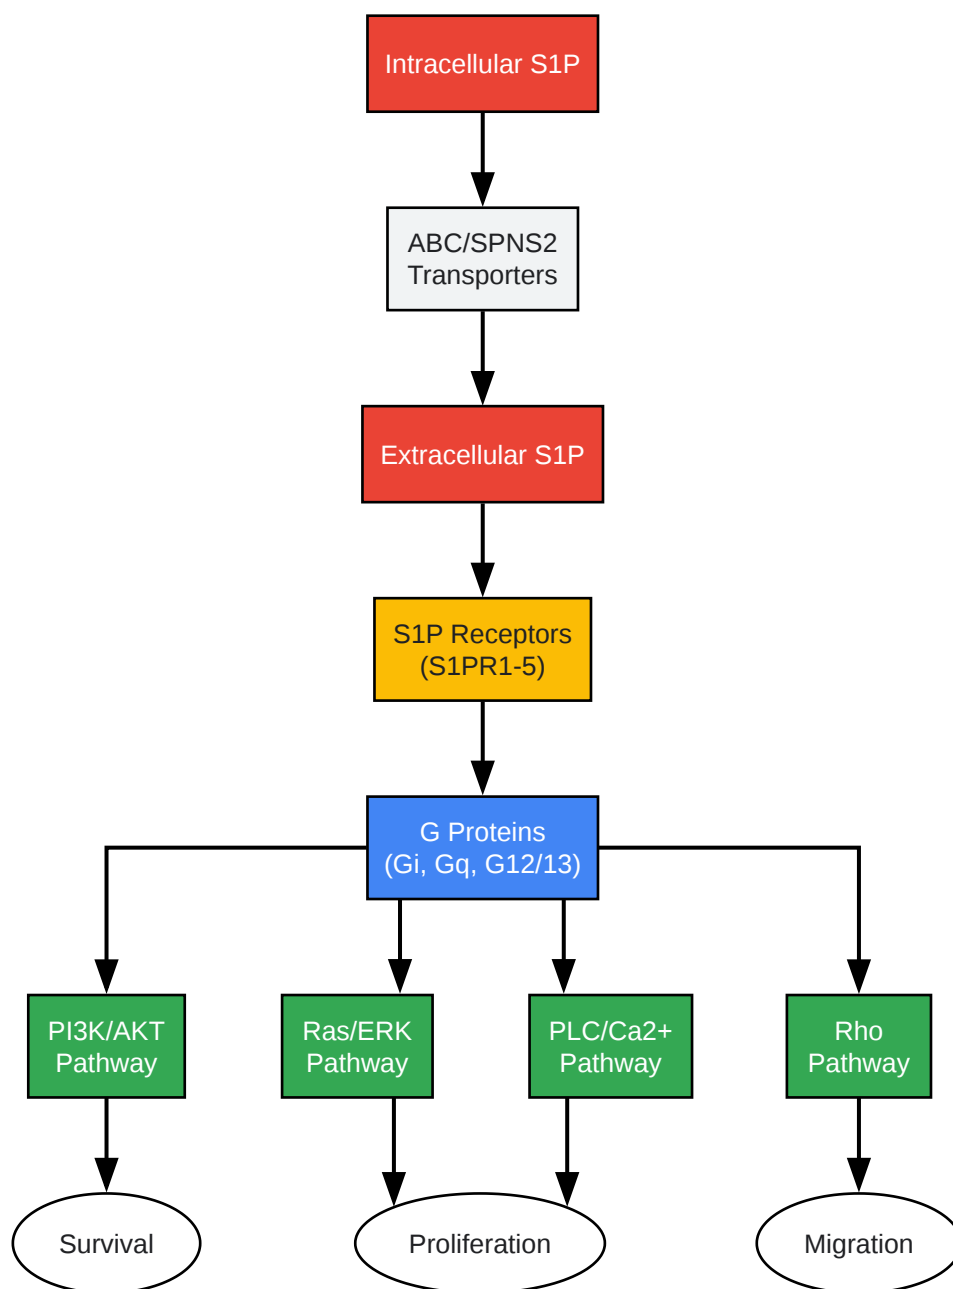 Intracellular S1P
ABC/SPNS2
Transporters
Extracellular S1P
S1P Receptors
(S1PR1-5)
G Proteins
(Gi, Gq, G12/13)
PI3K/AKT
Pathway
Ras/ERK
Pathway
PLC/Ca2+
Pathway
Rho
Pathway
Survival
Proliferation
Migration